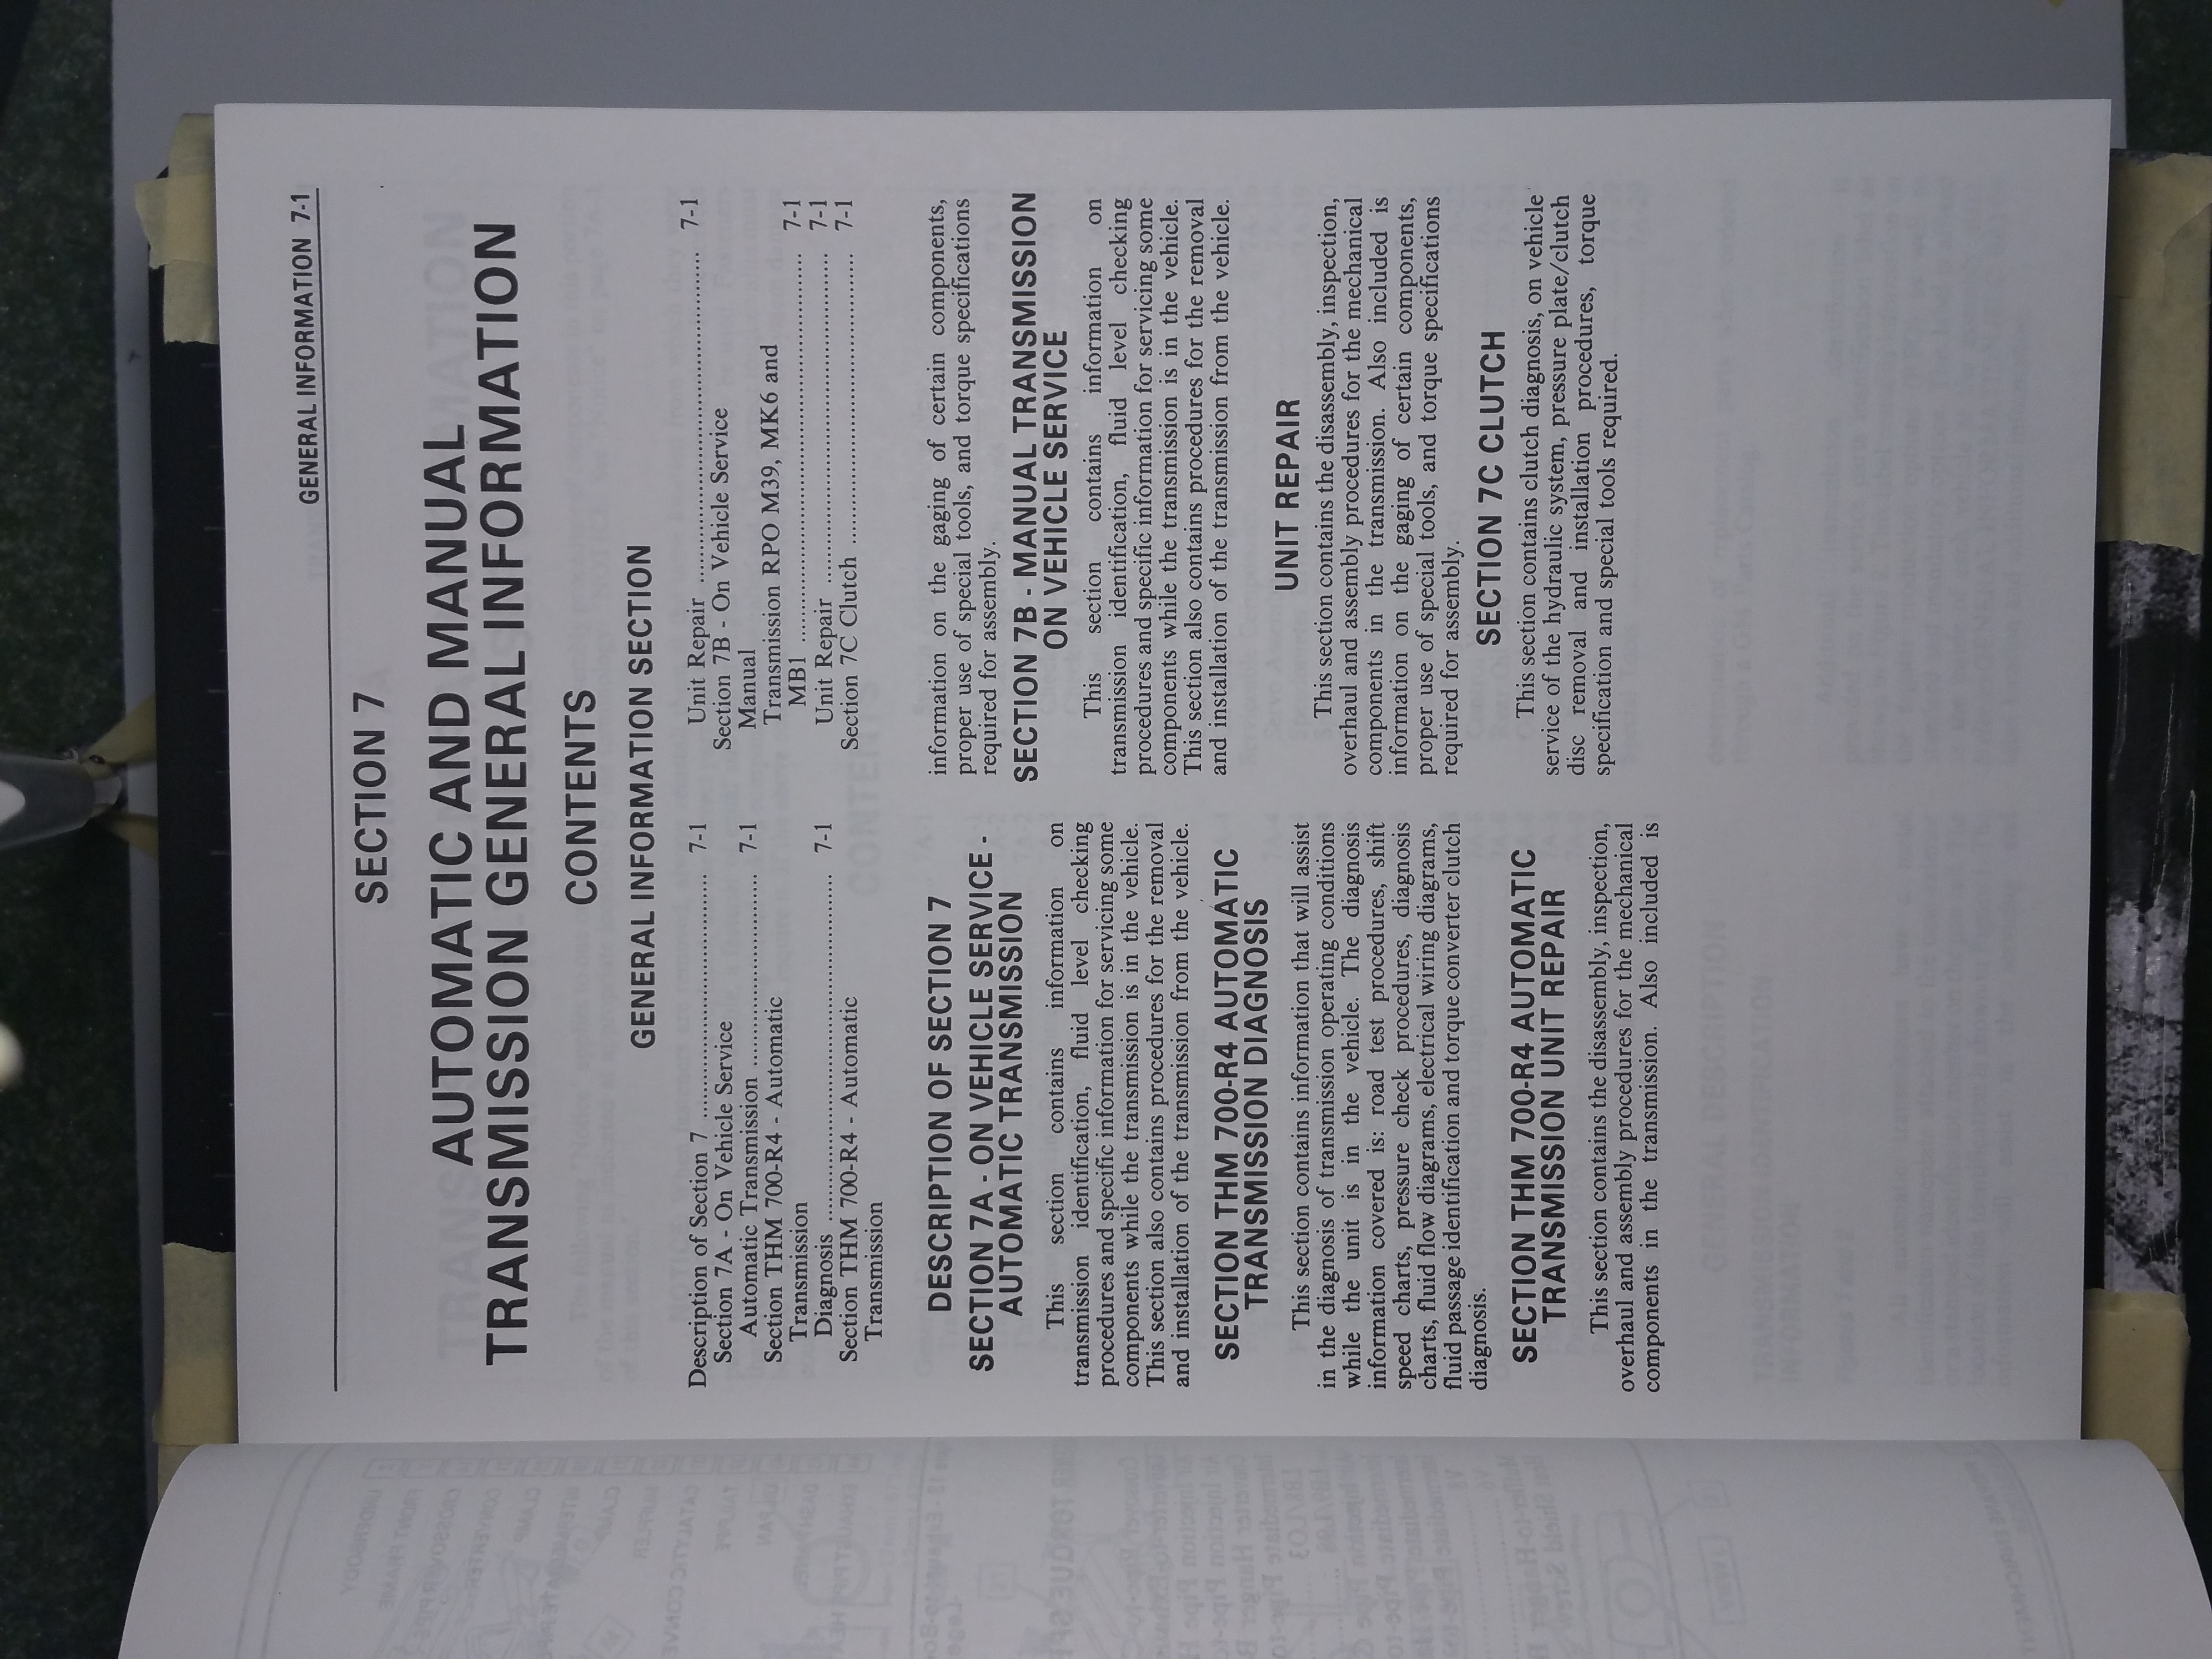 GENERAL INFORMATION 7-1
SECTION 7
AUTOMATIC AND MANUAL
TRANSMISSION GENERAL INFORMATION
CONTENTS
GENERAL INFORMATION SECTION
Description of Section 7 .................................. 7-1
Section 7A - On Vehicle Service
Automatic Transmission ........................... 7-1
Section THM 700-R4 - Automatic
Transmission
Diagnosis ................................................ 7-1
Section THM 700-R4 - Automatic
Transmission
Unit Repair .............................................. 7-1
Section 7B - On Vehicle Service
Manual
Transmission RPO M39, MK6 and
MB1 ....................................................... 7-1
Unit Repair .............................................. 7-1
Section 7C Clutch ......................................... 7-1
DESCRIPTION OF SECTION 7
SECTION 7A - ON VEHICLE SERVICE -
AUTOMATIC TRANSMISSION
This section contains information on
transmission identification, fluid level checking
procedures and specific information for servicing some
components while the transmission is in the vehicle.
This section also contains procedures for the removal
and installation of the transmission from the vehicle.
SECTION THM 700-R4 AUTOMATIC
TRANSMISSION DIAGNOSIS
This section contains information that will assist
in the diagnosis of transmission operating conditions
while the unit is in the vehicle. The diagnosis
information covered is: road test procedures, shift
speed charts, pressure check procedures, diagnosis
charts, fluid flow diagrams, electrical wiring diagrams,
fluid passage identification and torque converter clutch
diagnosis.
SECTION THM 700-R4 AUTOMATIC
TRANSMISSION UNIT REPAIR
This section contains the disassembly, inspection,
overhaul and assembly procedures for the mechanical
components in the transmission. Also included is
information on the gaging of certain components,
proper use of special tools, and torque specifications
required for assembly.
SECTION 7B - MANUAL TRANSMISSION
ON VEHICLE SERVICE
This section contains information on
transmission identification, fluid level checking
procedures and specific information for servicing some
components while the transmission is in the vehicle.
This section also contains procedures for the removal
and installation of the transmission from the vehicle.
UNIT REPAIR
This section contains the disassembly, inspection,
overhaul and assembly procedures for the mechanical
components in the transmission. Also included is
information on the gaging of certain components,
proper use of special tools, and torque specifications
required for assembly.
SECTION 7C CLUTCH
This section contains clutch diagnosis, on vehicle
service of the hydraulic system, pressure plate/clutch
disc removal and installation procedures, torque
specification and special tools required.